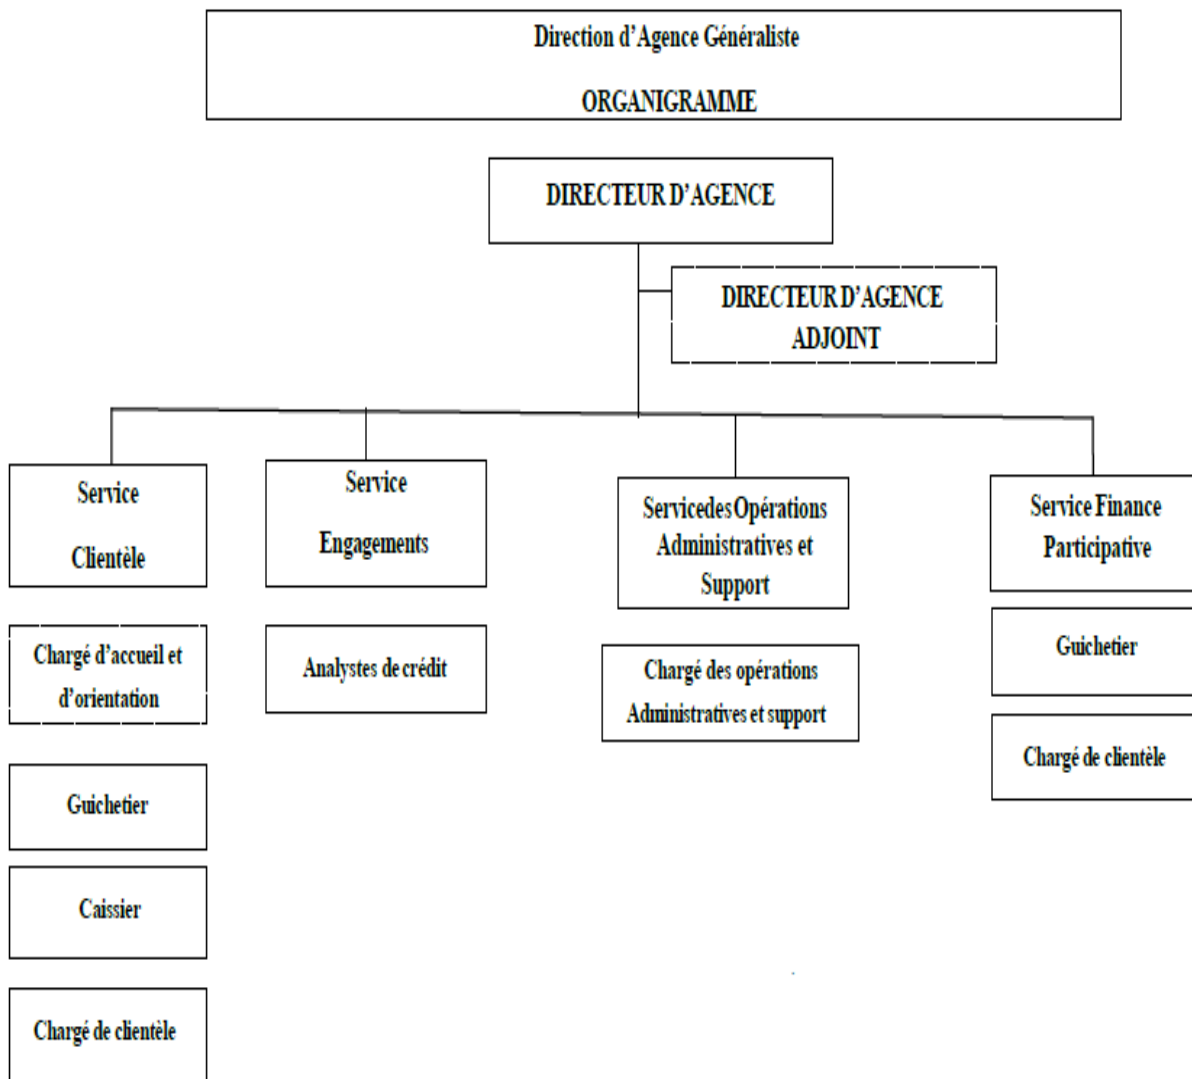 Direction d’Agence Généraliste
ORGANIGRAMME
DIRECTEUR D’AGENCE
DIRECTEUR D’AGENCE
ADJOINT
Service
Clientèle
Chargé d’accueil et
d’orientation
Guichetier
Caissier
Chargé de clientèle
Service
Engagements
Analystes de crédit
Servicedes Opérations
Administratives et
Support
Chargé des opérations
Administratives et support
Service Finance
Participative
Guichetier
Chargé de clientèle